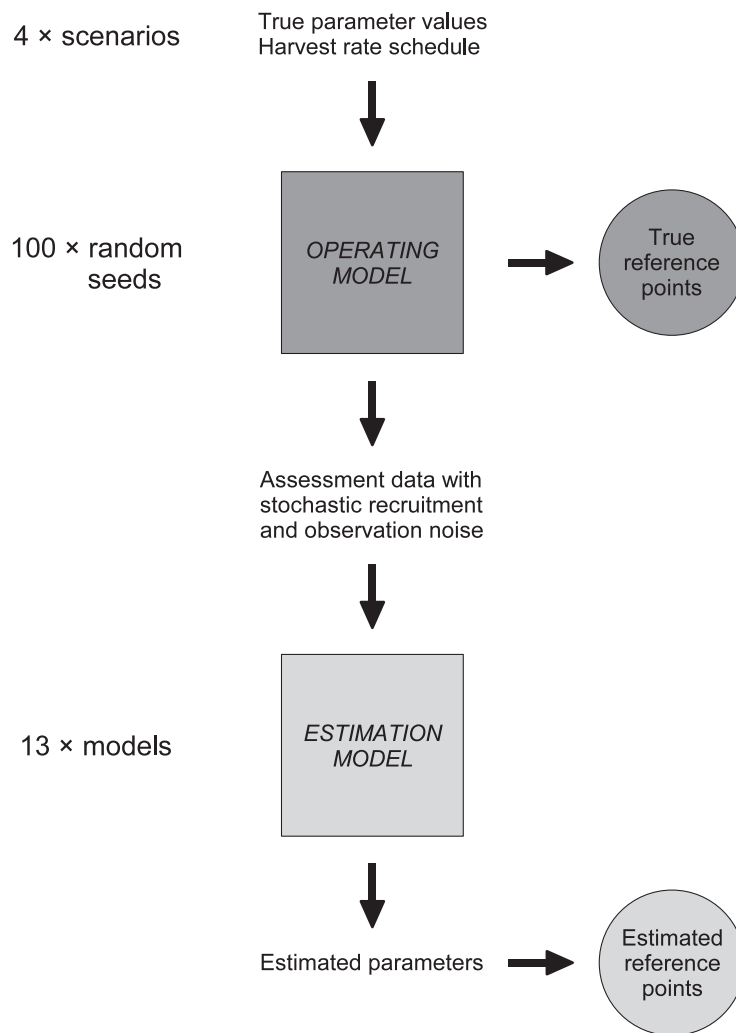 4 × scenarios
True parameter values
Harvest rate schedule
100 × random
seeds
OPERATING
MODEL
True
reference
points
Assessment data with
stochastic recruitment
and observation noise
13 × models
ESTIMATION
MODEL
Estimated parameters
Estimated
reference
points